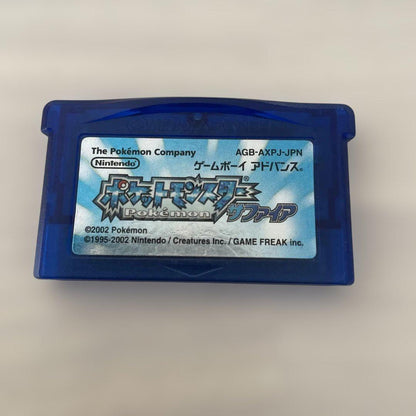 The Pokémon Company AGB-AXPJ-JPN
Nintendo ゲームボーイ アドバンス®
ポケットモンスター
Pokémon サファイア
©2002 Pokémon
©1995-2002 Nintendo / Creatures inc. / GAME FREAK inc.